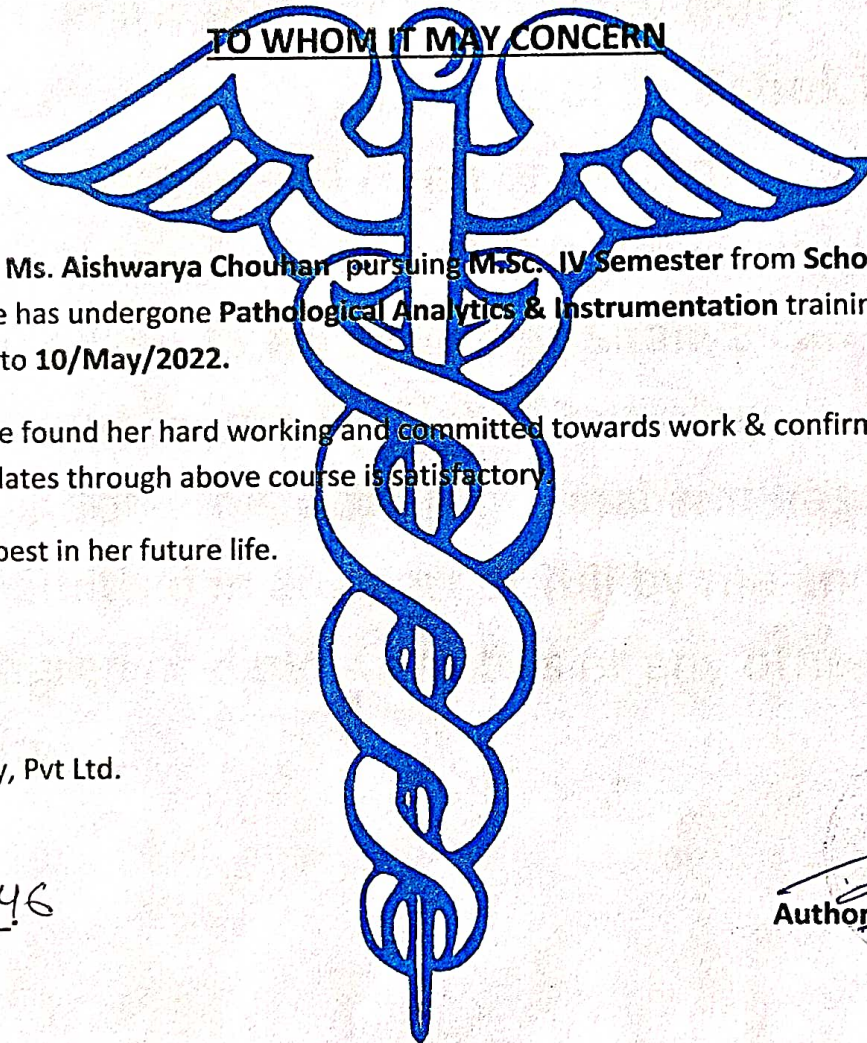 TO WHOM IT MAY CONCERN
Ms. Aishwarya Chouhan pursuing M.Sc. IV Semester from Scho
e has undergone Pathological Analytics & Instrumentation trainin
to 10/May/2022.
e found her hard working and committed towards work & confirm
lates through above course is satisfactory.
best in her future life.
y, Pvt Ltd.
46
Author